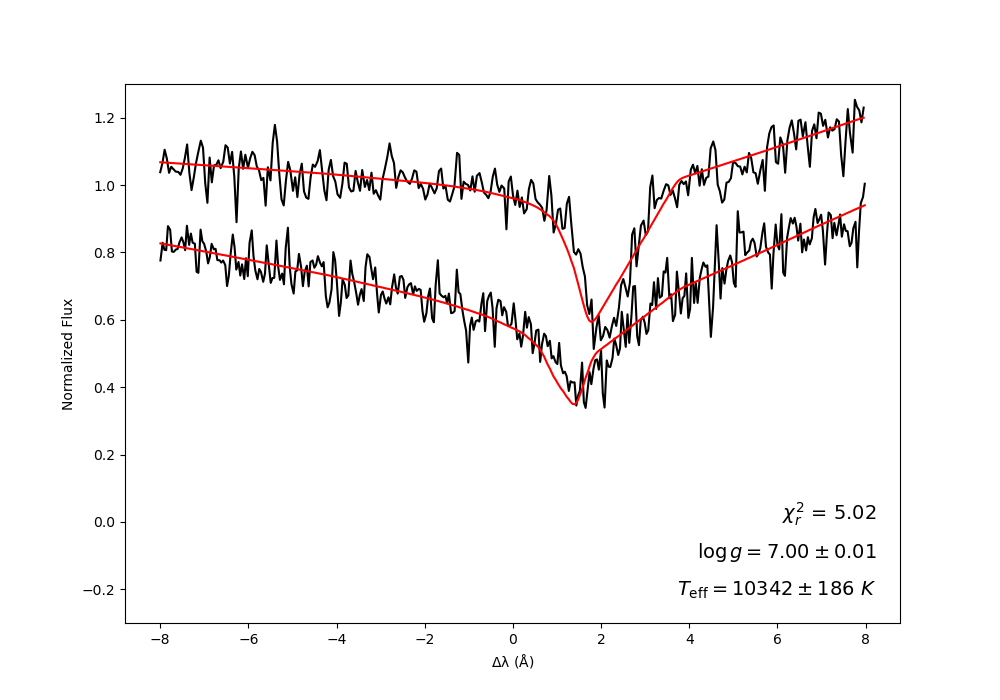 1.2
1.0
0.8
0.6
0.4
0.2
0.0
−0.2
Normalized Flux
χ²ᵣ = 5.02
log g = 7.00 ± 0.01
T_eff = 10342 ± 186 K
−8 −6 −4 −2 0 2 4 6 8
Δλ (Å)